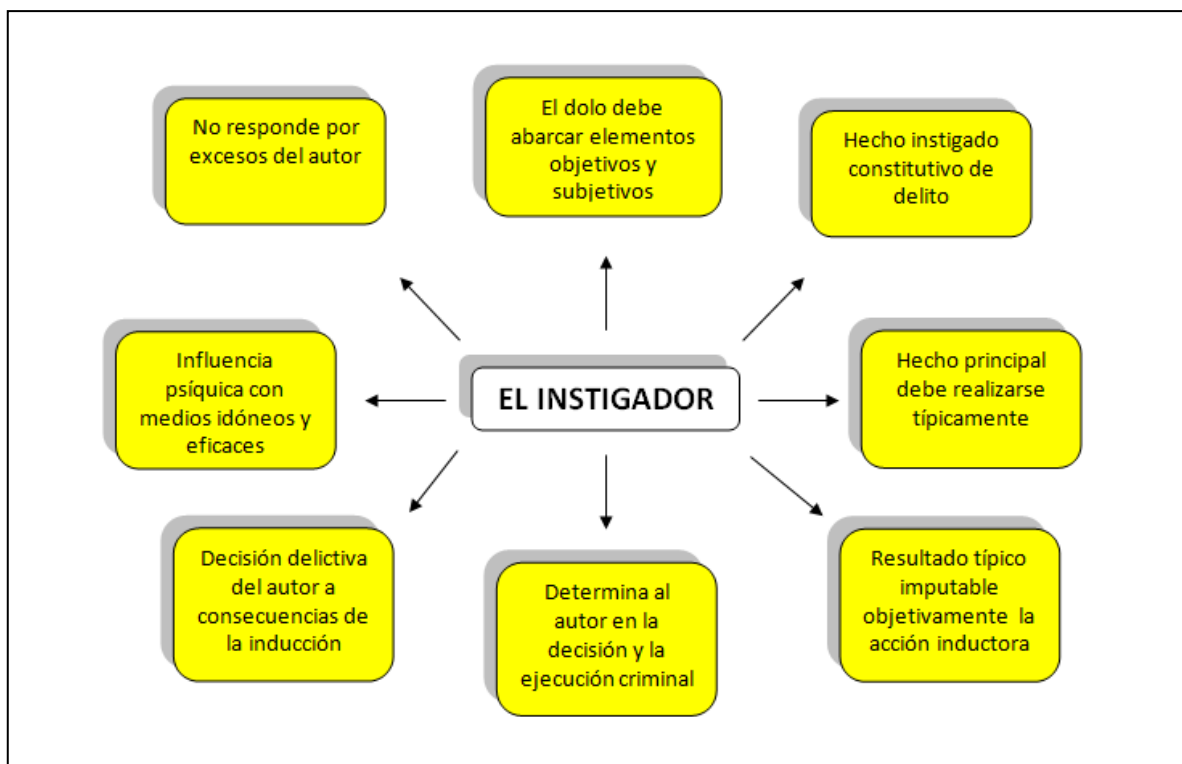 No responde por
excesos del autor
El dolo debe
abarcar elementos
objetivos y
subjetivos
Hecho instigado
constitutivo de
delito
Influencia
psíquica con
medios idóneos y
eficaces
EL INSTIGADOR
Hecho principal
debe realizarse
típicamente
Decisión delictiva
del autor a
consecuencias de
la inducción
Determina al
autor en la
decisión y la
ejecución criminal
Resultado típico
imputable
objetivamente la
acción inductora